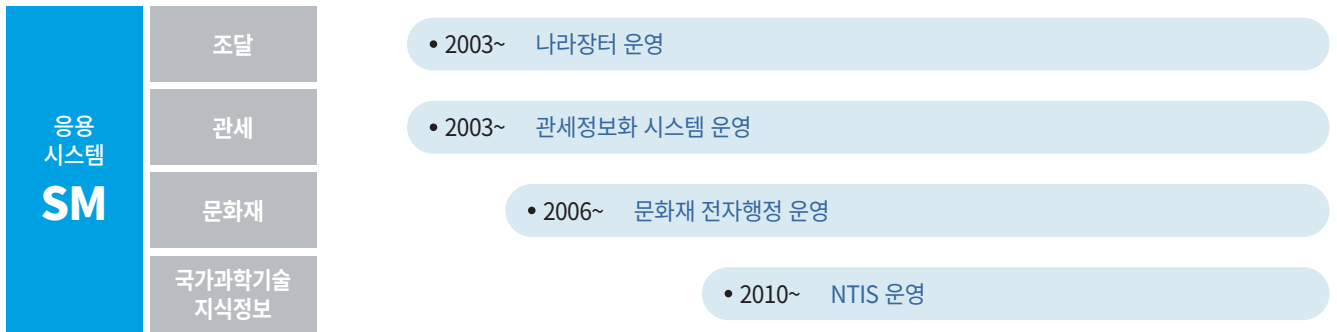 응용
시스템
SM
조달
• 2003~ 나라장터 운영
관세
• 2003~ 관세정보화 시스템 운영
문화재
• 2006~ 문화재 전자행정 운영
국가과학기술
지식정보
• 2010~ NTIS 운영